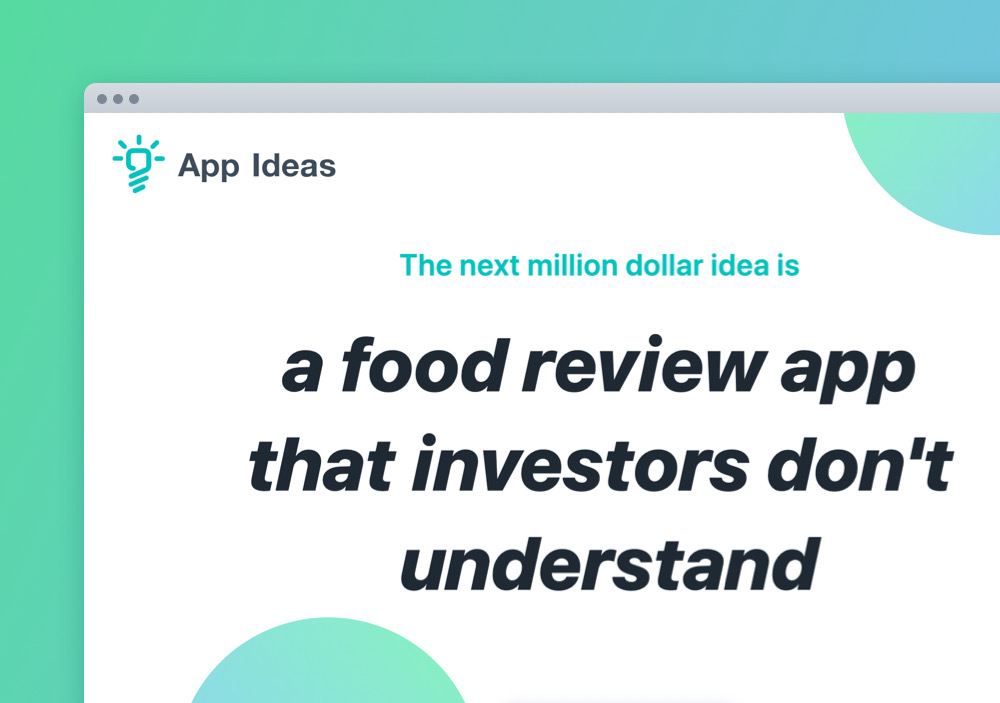 App Ideas
The next million dollar idea is
a food review app
that investors don't
understand